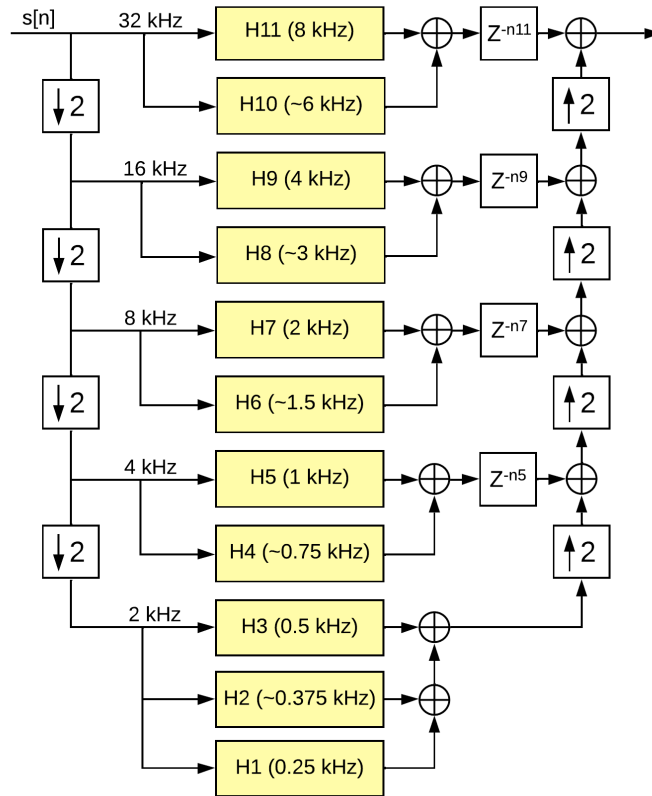 s[n]
32 kHz
H11 (8 kHz)
Z-n11
↓2
H10 (~6 kHz)
↑2
16 kHz
H9 (4 kHz)
Z-n9
↓2
H8 (~3 kHz)
↑2
8 kHz
H7 (2 kHz)
Z-n7
↓2
H6 (~1.5 kHz)
↑2
4 kHz
H5 (1 kHz)
Z-n5
↓2
H4 (~0.75 kHz)
↑2
2 kHz
H3 (0.5 kHz)
H2 (~0.375 kHz)
H1 (0.25 kHz)